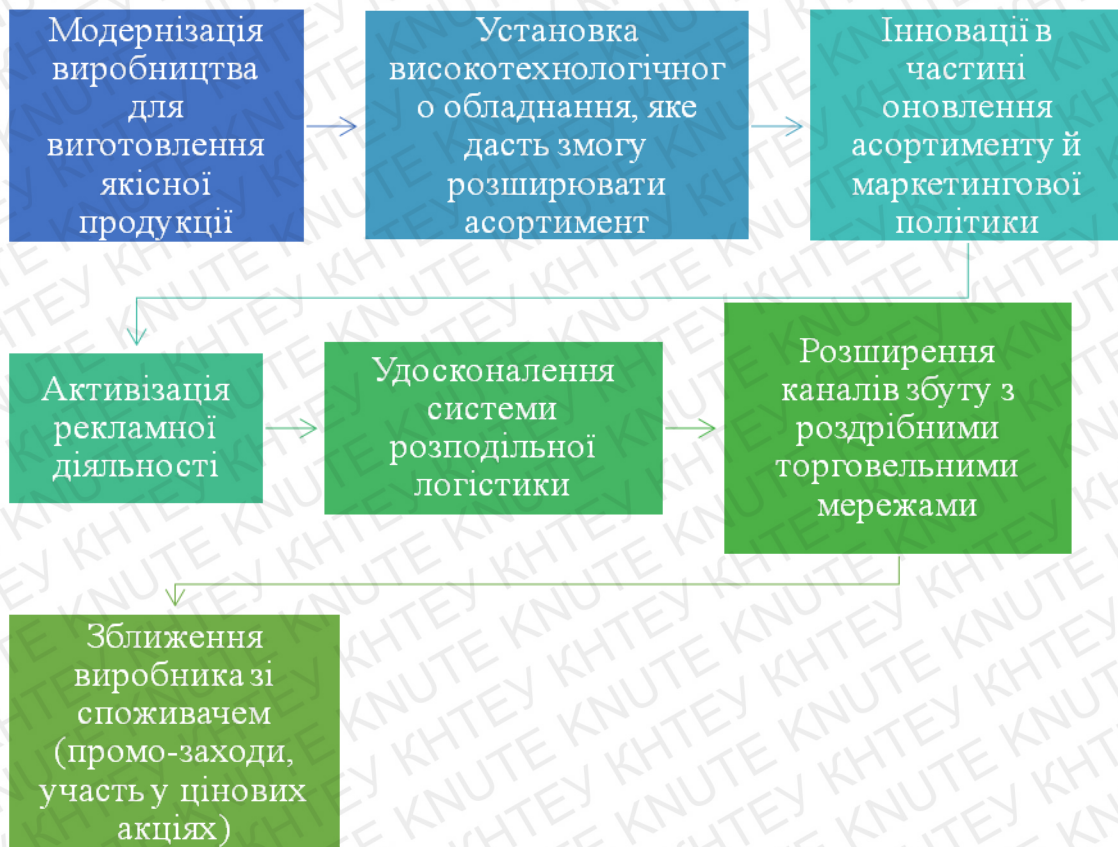 Модернізація
виробництва
для
виготовлення
якісної
продукції
Установка
високотехнологічног
о обладнання, яке
дасть змогу
розширювати
асортимент
Інновації в
частині
оновлення
асортименту й
маркетингової
політики
Активізація
рекламної
діяльності
Удосконалення
системи
розподільної
логістики
Розширення
каналів збуту з
роздрібними
торговельними
мережами
Зближення
виробника зі
споживачем
(промо-заходи,
участь у цінових
акціях)
КНТЕУ KNUTE